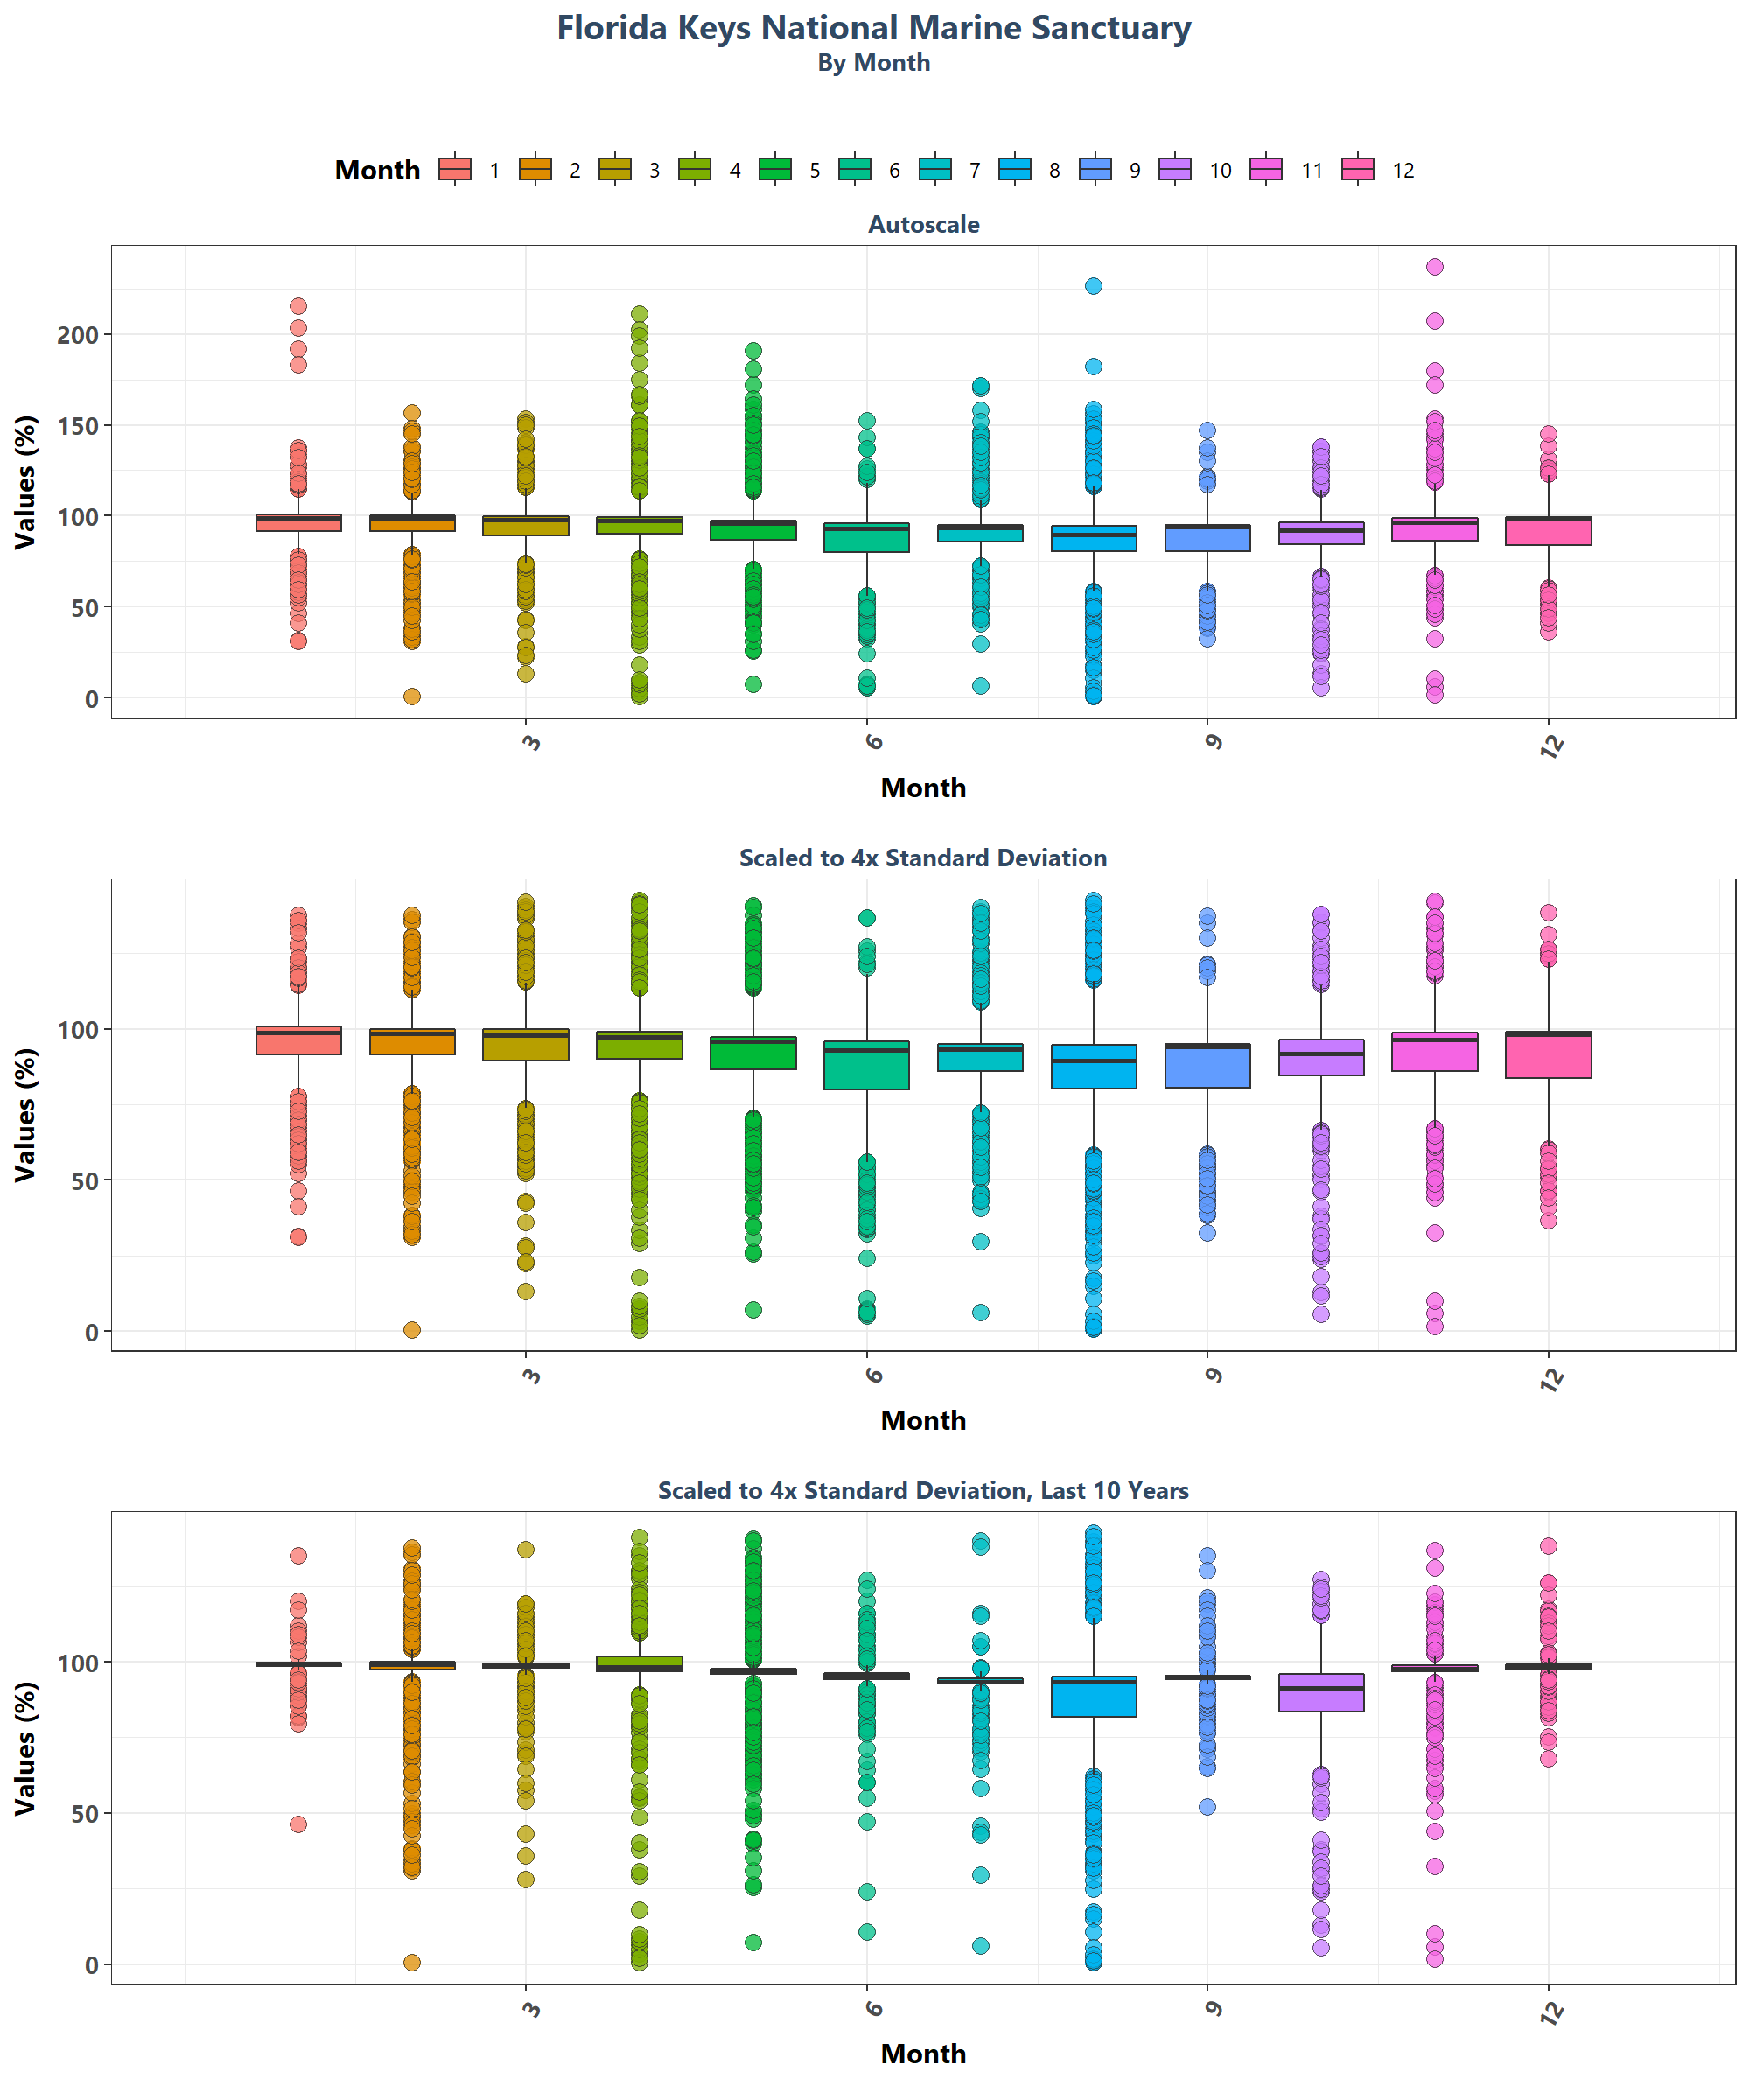 Florida Keys National Marine Sanctuary
By Month
Month 1 2 3 4 5 6 7 8 9 10 11 12
Autoscale
Values (%)
200
150
100
50
0
3 6 9 12
Month
Scaled to 4x Standard Deviation
Values (%)
100
50
0
3 6 9 12
Month
Scaled to 4x Standard Deviation, Last 10 Years
Values (%)
100
50
0
3 6 9 12
Month